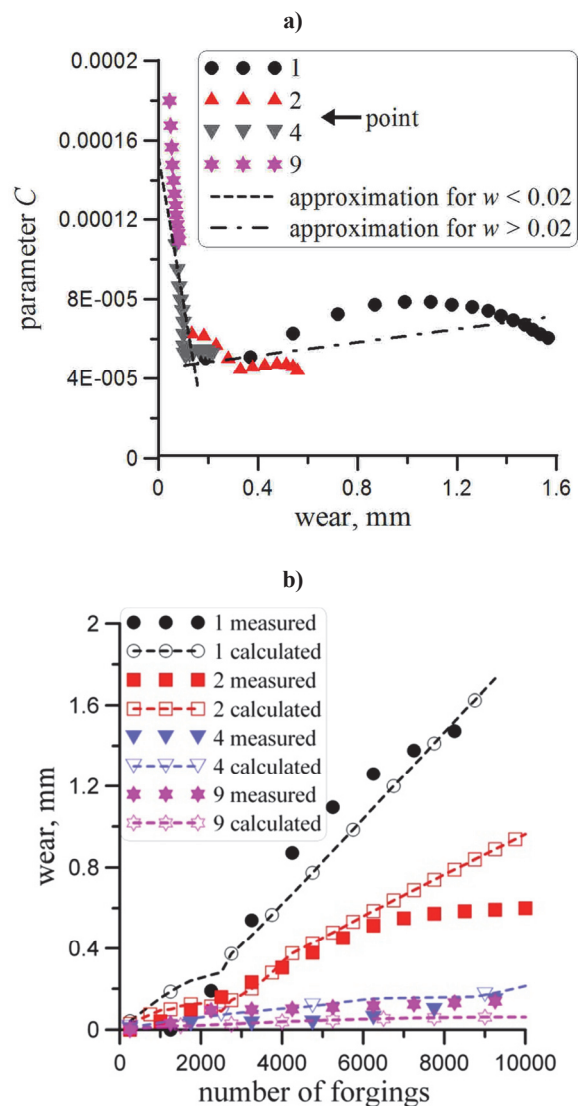 a)
0.0002
0.00016
0.00012
8E-005
4E-005
0
parameter C
1
2
4
9
point
approximation for w < 0.02
approximation for w > 0.02
0 0.4 0.8 1.2 1.6
wear, mm
b)
2
1.6
1.2
0.8
0.4
0
wear, mm
1 measured
1 calculated
2 measured
2 calculated
4 measured
4 calculated
9 measured
9 calculated
0 2000 4000 6000 8000 10000
number of forgings